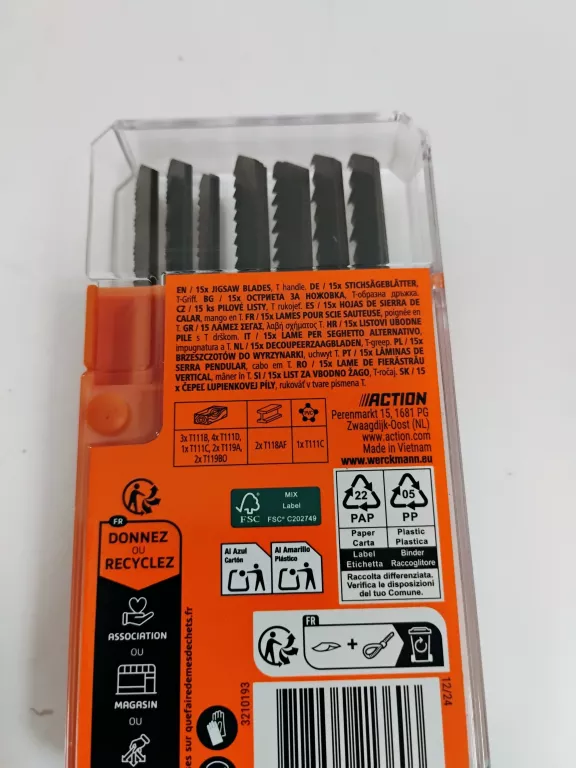 EN / 15x JIGSAW BLADES, T handle. DE / 15x STICHSÄGEBLÄTTER,
T-Griff. BG / 15x ОСТРИЕТА ЗА НОЖОВКА, Т-образна дръжка.
CZ / 15 ks PILOVÉ LISTY, T rukojeť. ES / 15x HOJAS DE SIERRA DE
CALAR, mango en T. FR / 15x LAMES POUR SCIE SAUTEUSE, poignée en
T. GR / 15 ΛΑΜΕΣ ΣΕΓΑΣ, λαβή σχήματος T. HR / 15x LISTOVI UBODNE
PILE s T drškom. IT / 15x LAME PER SEGHETTO ALTERNATIVO,
impugnatura a T. NL / 15x DECOUPEERZAAGBLADEN, T-greep. PL / 15x
BRZESZCZOTÓW DO WYRZYNARKI, uchwyt T. PT / 15x LÂMINAS DE
SERRA PENDULAR, cabo em T. RO / 15x LAME DE FIERĂSTRĂU
VERTICAL, mâner în T. SI / 15x LIST ZA VBODNO ŽAGO, T-ročaj. SK / 15
x ČEPEĽ LUPIENKOVEJ PÍLY, rukoväť v tvare písmena T.
3x T111B, 4x T111D,
1x T111C, 2x T119A,
2x T119BO
2x T118AF
PVC
1x T111C
ACTION
Perenmarkt 15, 1681 PG
Zwaagdijk-Oost (NL)
www.action.com
Made in Vietnam
www.werckmann.eu
FR
DONNEZ
OU
RECYCLEZ
ASSOCIATION
OU
MAGASIN
OU
FSC
MIX
Label
FSC® C202749
Al Azul
Cartón
Al Amarillo
Plástico
22
PAP
05
PP
Paper
Carta
Plastic
Plastica
Label
Etichetta
Binder
Raccoglitore
Raccolta differenziata.
Verifica le disposizioni
del tuo Comune.
FR
+
es sur quefairedemesdechets.fr
3210193
12/24